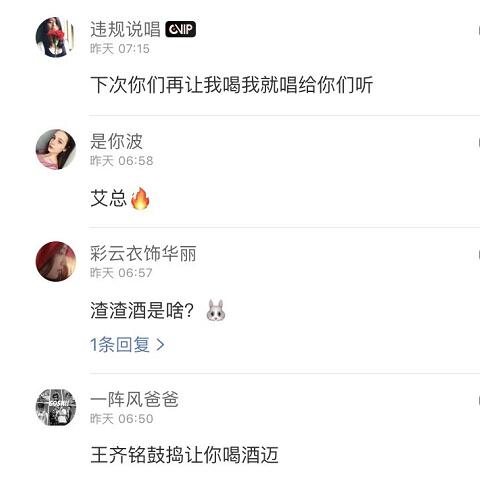 违规说唱 CVIP
昨天 07:15
下次你们再让我喝我就唱给你们听
是你波
昨天 06:58
艾总🔥
彩云衣饰华丽
昨天 06:57
渣渣酒是啥？🐰
1条回复 >
一阵风爸爸
昨天 06:50
王齐铭鼓捣让你喝酒迈